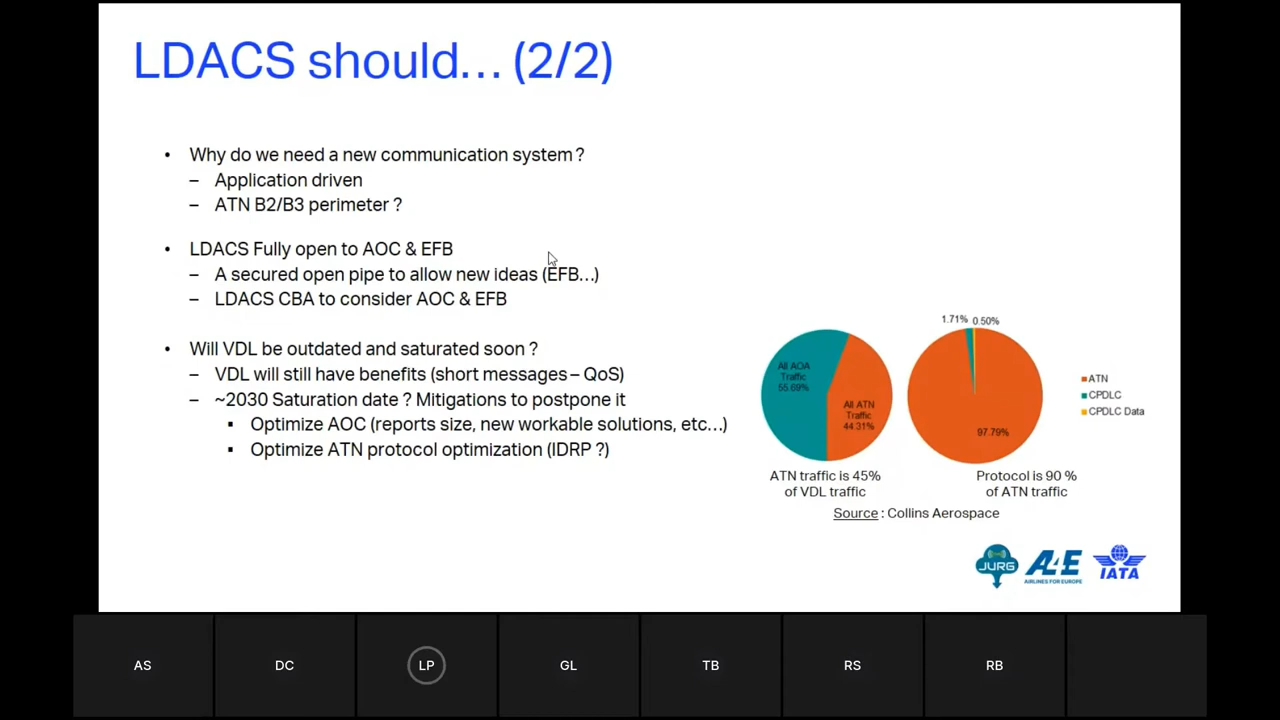 LDACS should... (2/2)
• Why do we need a new communication system ?
– Application driven
– ATN B2/B3 perimeter ?
• LDACS Fully open to AOC & EFB
– A secured open pipe to allow new ideas (EFB...)
– LDACS CBA to consider AOC & EFB
• Will VDL be outdated and saturated soon ?
– VDL will still have benefits (short messages – QoS)
– ~2030 Saturation date ? Mitigations to postpone it
▪ Optimize AOC (reports size, new workable solutions, etc...)
▪ Optimize ATN protocol optimization (IDRP ?)
All AOA
Traffic
55.69%
All ATN
Traffic
44.31%
ATN traffic is 45%
of VDL traffic
1.71% 0.50%
97.79%
ATN
CPDLC
CPDLC Data
Protocol is 90 %
of ATN traffic
Source : Collins Aerospace
JURG
A4E
AIRLINES FOR EUROPE
IATA
AS
DC
LP
GL
TB
RS
RB